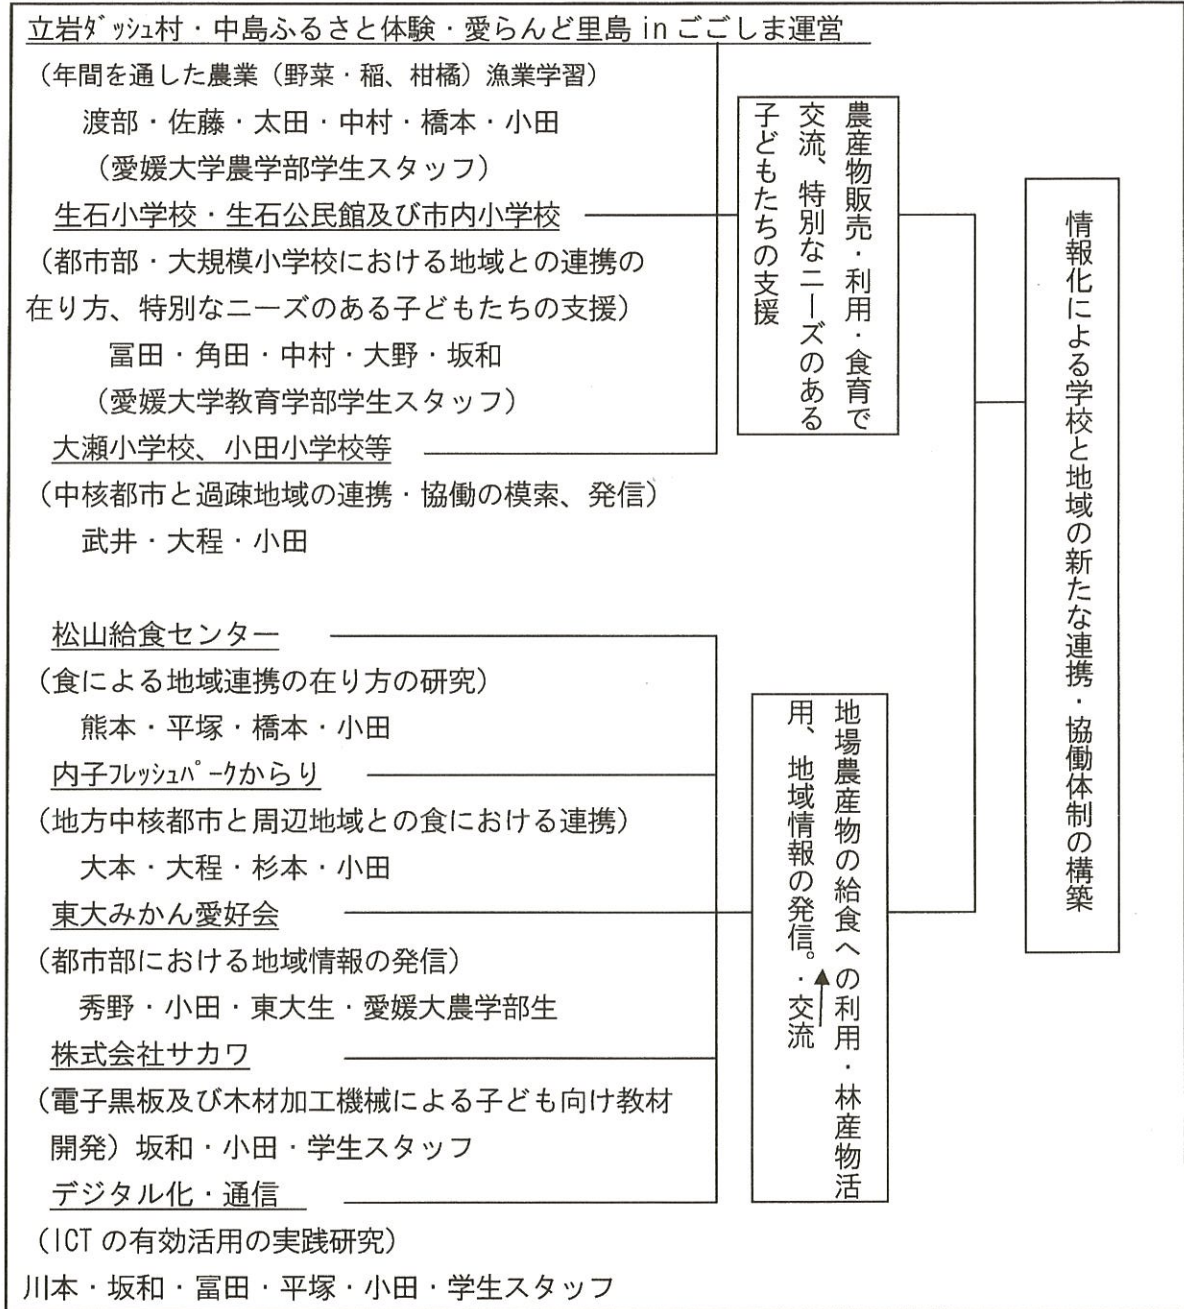 立岩ﾀﾞｯｼｭ村・中島ふるさと体験・愛らんど里島 in ごごしま運営
（年間を通した農業（野菜・稲、柑橘）漁業学習）
渡部・佐藤・太田・中村・橋本・小田
（愛媛大学農学部学生スタッフ）
生石小学校・生石公民館及び市内小学校
（都市部・大規模小学校における地域との連携の
在り方、特別なニーズのある子どもたちの支援）
冨田・角田・中村・大野・坂和
（愛媛大学教育学部学生スタッフ）
大瀬小学校、小田小学校等
（中核都市と過疎地域の連携・協働の模索、発信）
武井・大程・小田
松山給食センター
（食による地域連携の在り方の研究）
熊本・平塚・橋本・小田
内子ﾌﾚｯｼｭﾊﾟｰｸからり
（地方中核都市と周辺地域との食における連携）
大本・大程・杉本・小田
東大みかん愛好会
（都市部における地域情報の発信）
秀野・小田・東大生・愛媛大農学部生
株式会社サカワ
（電子黒板及び木材加工機械による子ども向け教材
開発）坂和・小田・学生スタッフ
デジタル化・通信
（ICT の有効活用の実践研究）
川本・坂和・冨田・平塚・小田・学生スタッフ
農産物販売・利用・食育で
交流、特別なニーズのある
子どもたちの支援
地場農産物の給食への利用・林産物活
用、地域情報の発信。・交流
情報化による学校と地域の新たな連携・協働体制の構築